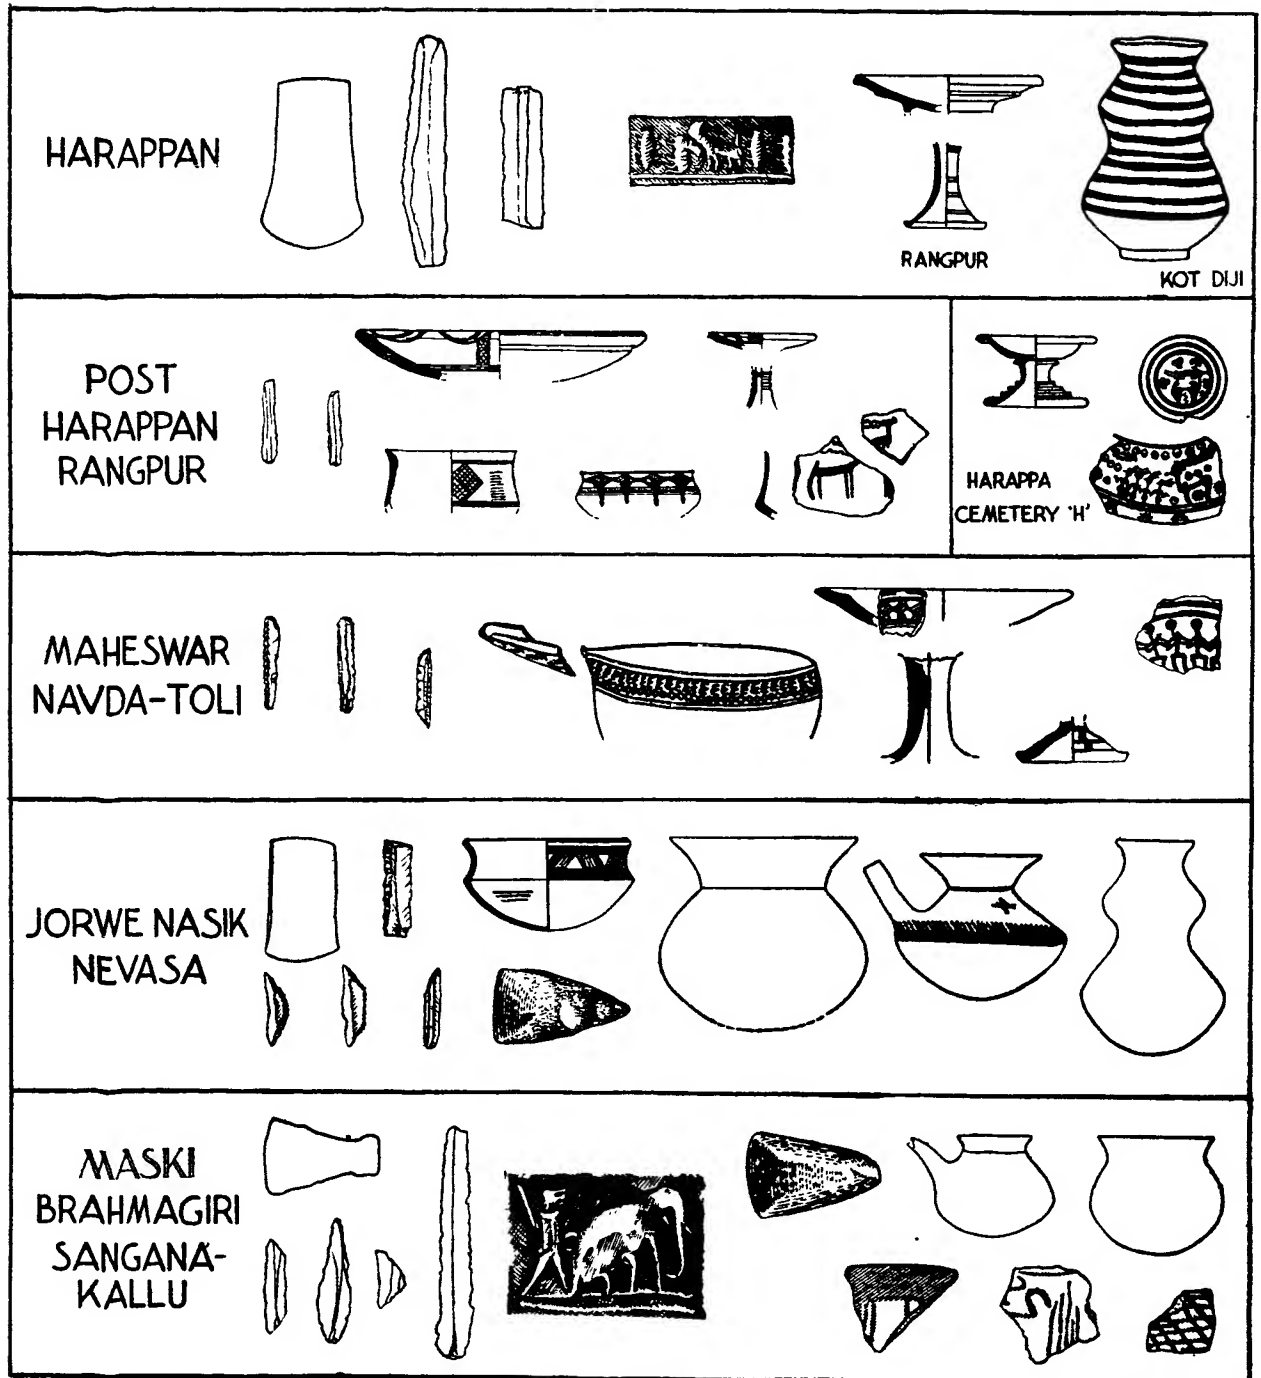 HARAPPAN
RANGPUR
KOT DIJI
POST
HARAPPAN
RANGPUR
HARAPPA
CEMETERY 'H'
MAHESWAR
NAVDA-TOLI
JORWE NASIK
NEVASA
MASKI
BRAHMAGIRI
SANGANA-
KALLU